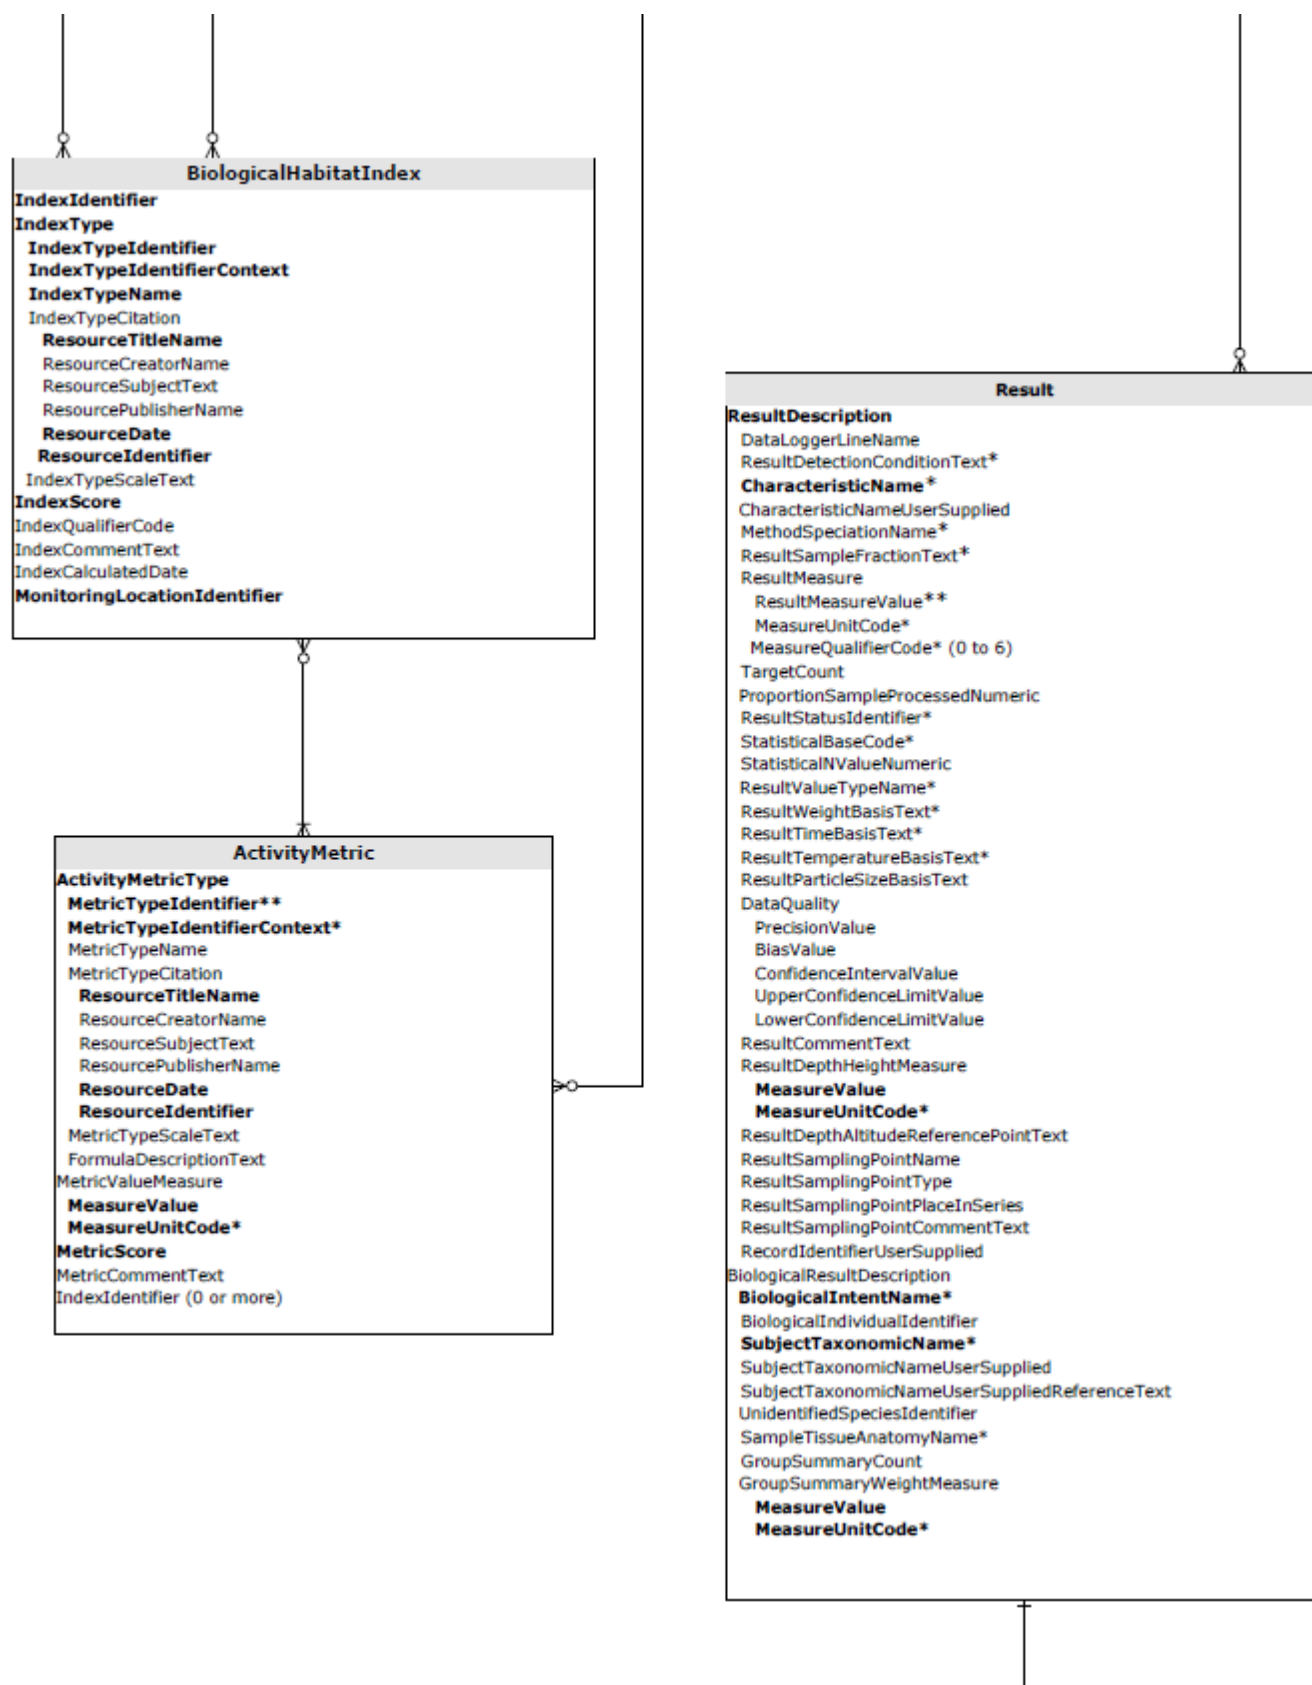 BiologicalHabitatIndex
IndexIdentifier
IndexType
IndexTypeIdentifier
IndexTypeIdentifierContext
IndexTypeName
IndexTypeCitation
ResourceTitleName
ResourceCreatorName
ResourceSubjectText
ResourcePublisherName
ResourceDate
ResourceIdentifier
IndexTypeScaleText
IndexScore
IndexQualifierCode
IndexCommentText
IndexCalculatedDate
MonitoringLocationIdentifier
ActivityMetric
ActivityMetricType
MetricTypeIdentifier**
MetricTypeIdentifierContext*
MetricTypeName
MetricTypeCitation
ResourceTitleName
ResourceCreatorName
ResourceSubjectText
ResourcePublisherName
ResourceDate
ResourceIdentifier
MetricTypeScaleText
FormulaDescriptionText
MetricValueMeasure
MeasureValue
MeasureUnitCode*
MetricScore
MetricCommentText
IndexIdentifier (0 or more)
Result
ResultDescription
DataLoggerLineName
ResultDetectionConditionText*
CharacteristicName*
CharacteristicNameUserSupplied
MethodSpeciationName*
ResultSampleFractionText*
ResultMeasure
ResultMeasureValue**
MeasureUnitCode*
MeasureQualifierCode* (0 to 6)
TargetCount
ProportionSampleProcessedNumeric
ResultStatusIdentifier*
StatisticalBaseCode*
StatisticalNValueNumeric
ResultValueTypeName*
ResultWeightBasisText*
ResultTimeBasisText*
ResultTemperatureBasisText*
ResultParticleSizeBasisText
DataQuality
PrecisionValue
BiasValue
ConfidenceIntervalValue
UpperConfidenceLimitValue
LowerConfidenceLimitValue
ResultCommentText
ResultDepthHeightMeasure
MeasureValue
MeasureUnitCode*
ResultDepthAltitudeReferencePointText
ResultSamplingPointName
ResultSamplingPointType
ResultSamplingPointPlaceInSeries
ResultSamplingPointCommentText
RecordIdentifierUserSupplied
BiologicalResultDescription
BiologicalIntentName*
BiologicalIndividualIdentifier
SubjectTaxonomicName*
SubjectTaxonomicNameUserSupplied
SubjectTaxonomicNameUserSuppliedReferenceText
UnidentifiedSpeciesIdentifier
SampleTissueAnatomyName*
GroupSummaryCount
GroupSummaryWeightMeasure
MeasureValue
MeasureUnitCode*